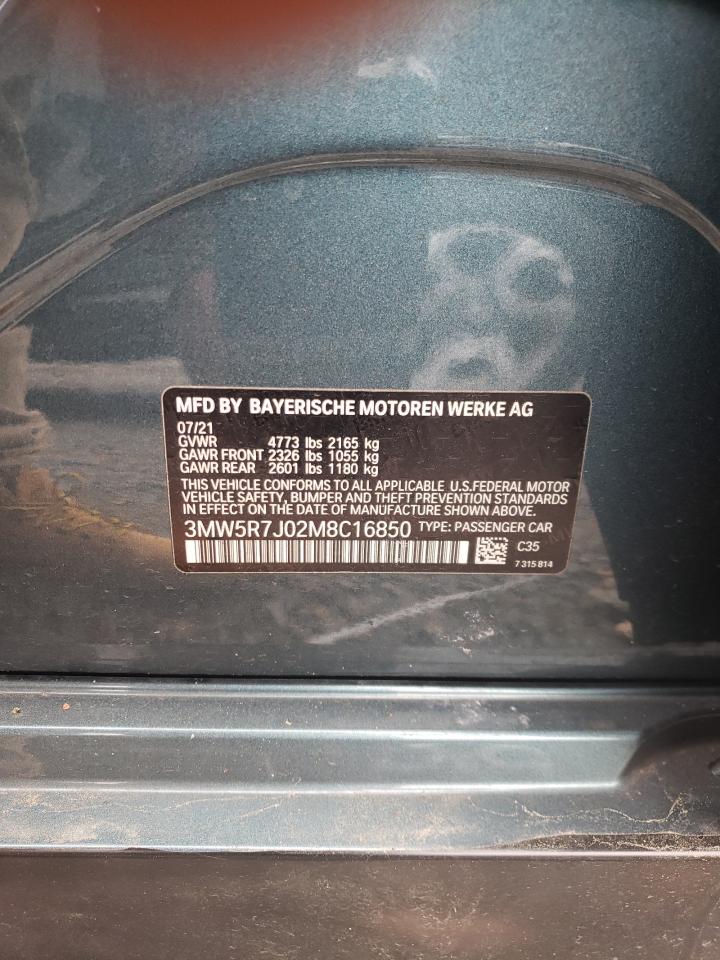 MFD BY BAYERISCHE MOTOREN WERKE AG
07/21
GVWR 4773 lbs 2165 kg
GAWR FRONT 2326 lbs 1055 kg
GAWR REAR 2601 lbs 1180 kg
THIS VEHICLE CONFORMS TO ALL APPLICABLE U.S.FEDERAL MOTOR
VEHICLE SAFETY, BUMPER AND THEFT PREVENTION STANDARDS
IN EFFECT ON THE DATE OF MANUFACTURE SHOWN ABOVE.
3MW5R7J02M8C16850 TYPE: PASSENGER CAR
C35
7 315 814